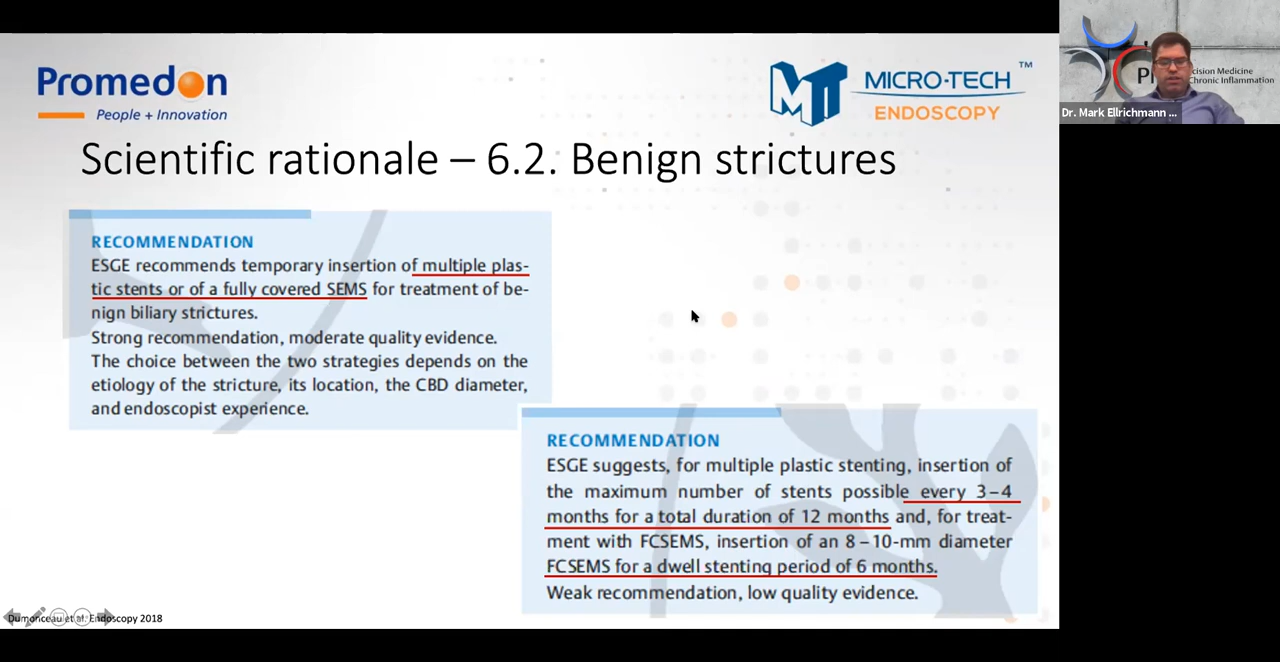 Promedon
People + Innovation
MICRO-TECH™
ENDOSCOPY
Scientific rationale – 6.2. Benign strictures
RECOMMENDATION
ESGE recommends temporary insertion of multiple plas-
tic stents or of a fully covered SEMS for treatment of be-
nign biliary strictures.
Strong recommendation, moderate quality evidence.
The choice between the two strategies depends on the
etiology of the stricture, its location, the CBD diameter,
and endoscopist experience.
RECOMMENDATION
ESGE suggests, for multiple plastic stenting, insertion of
the maximum number of stents possible every 3–4
months for a total duration of 12 months and, for treat-
ment with FCSEMS, insertion of an 8–10-mm diameter
FCSEMS for a dwell stenting period of 6 months.
Weak recommendation, low quality evidence.
Dumonceau et al. Endoscopy 2018
cision Medicine
Chronic Inflammation
Dr. Mark Ellrichmann ...